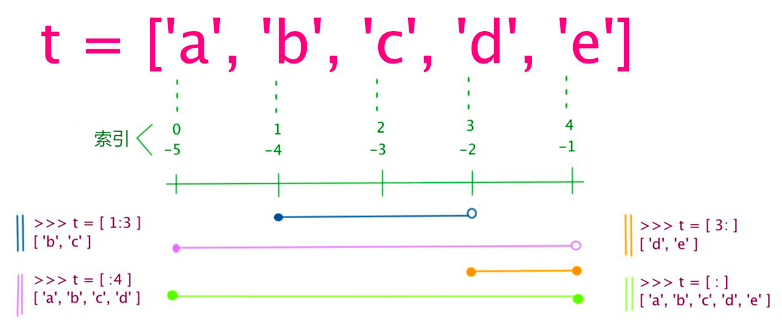 t = ['a', 'b', 'c', 'd', 'e']
索引
0 1 2 3 4
-5 -4 -3 -2 -1
>>> t = [ 1:3 ]
[ 'b', 'c' ]
>>> t = [ 3: ]
[ 'd', 'e' ]
>>> t = [ :4 ]
[ 'a', 'b', 'c', 'd' ]
>>> t = [ : ]
[ 'a', 'b', 'c', 'd', 'e' ]